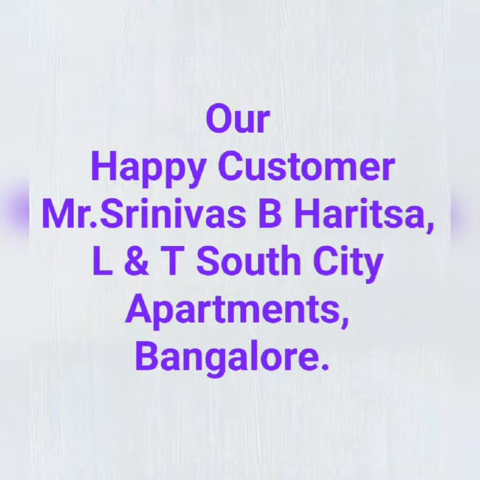 Our
Happy Customer
Mr.Srinivas B Haritsa,
L & T South City
Apartments,
Bangalore.